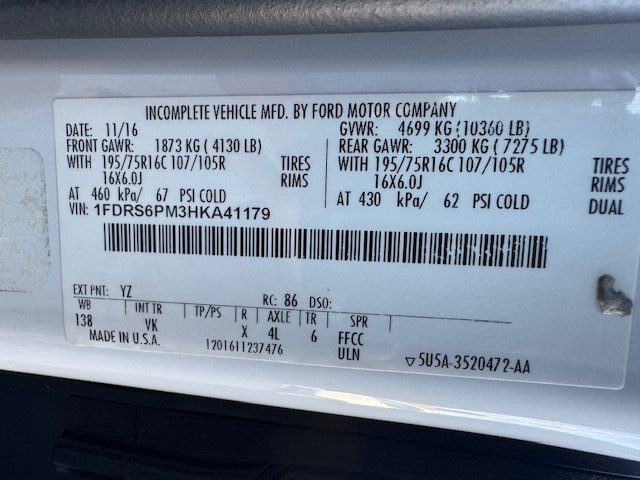 INCOMPLETE VEHICLE MFD. BY FORD MOTOR COMPANY
DATE: 11/16 GVWR: 4699 KG (10360 LB)
FRONT GAWR: 1873 KG (4130 LB) REAR GAWR: 3300 KG (7275 LB)
WITH 195/75R16C 107/105R TIRES WITH 195/75R16C 107/105R TIRES
16X6.0J RIMS 16X6.0J RIMS
AT 460 kPa/ 67 PSI COLD AT 430 kPa/ 62 PSI COLD DUAL
VIN: 1FDRS6PM3HKA41179
EXT PNT: YZ RC: 86 DSO:
WB INT TR TP/PS R AXLE TR SPR
138 VK X 4L 6 FFCC
MADE IN U.S.A. 1201611237476 ULN ▽5U5A-3520472-AA